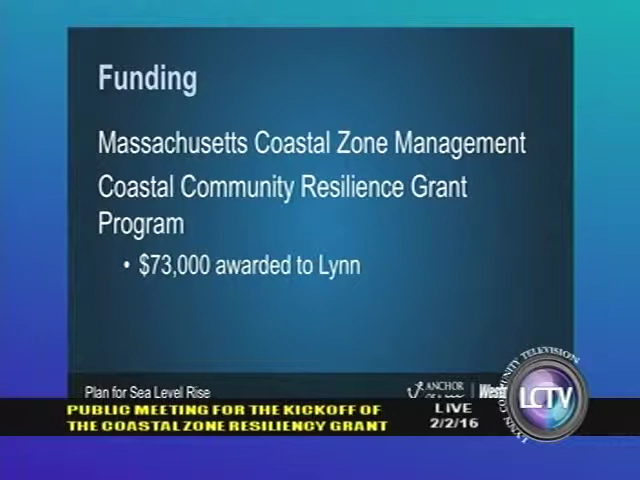 Funding
Massachusetts Coastal Zone Management
Coastal Community Resilience Grant
Program
• $73,000 awarded to Lynn
Plan for Sea Level Rise
ANCHOR
PUBLIC MEETING FOR THE KICKOFF OF
THE COASTAL ZONE RESILIENCY GRANT
LIVE
2/2/16
LYNN COMMUNITY TELEVISION
LCTV